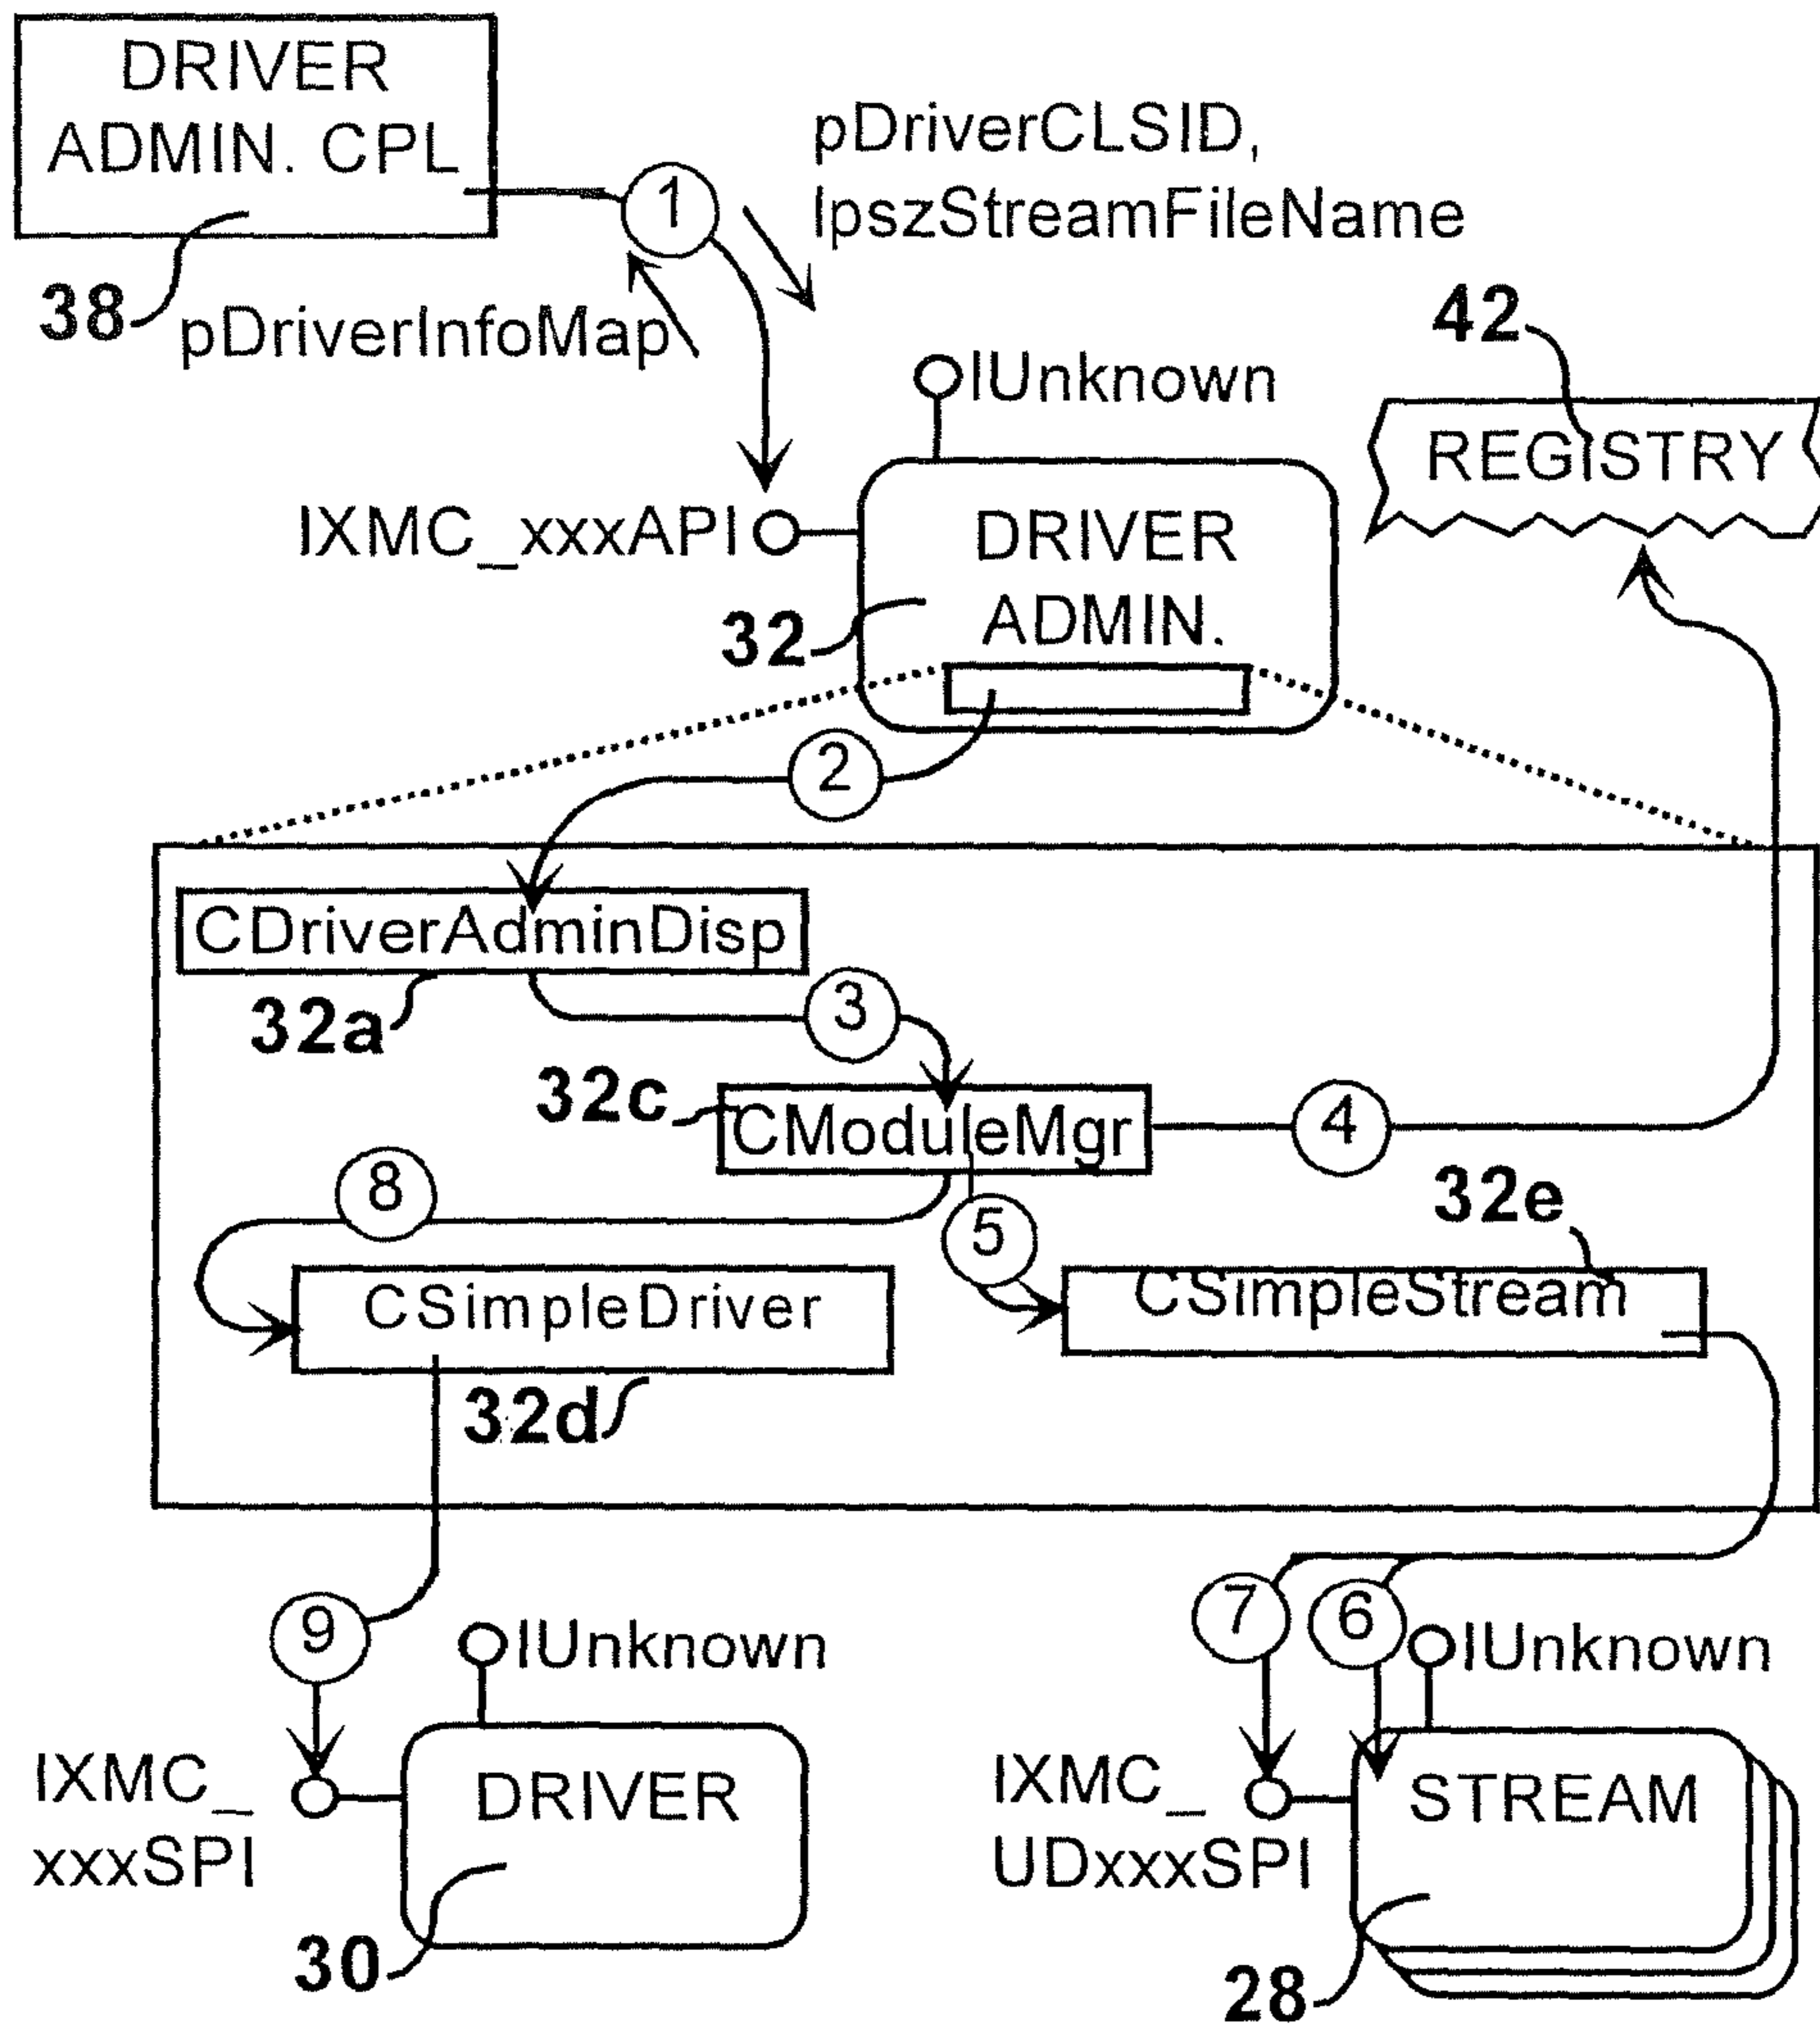 DRIVER
ADMIN. CPL
1
pDriverCLSID,
lpszStreamFileName
38
pDriverInfoMap
42
IUnknown
REGISTRY
IXMC_xxxAPI
DRIVER
ADMIN.
32
2
CDriverAdminDisp
32a
3
32c
CModuleMgr
4
8
5
32e
CSimpleDriver
CSimpleStream
32d
9
7
6
IUnknown
IUnknown
IXMC_
xxxSPI
DRIVER
IXMC_
UDxxxSPI
STREAM
30
28